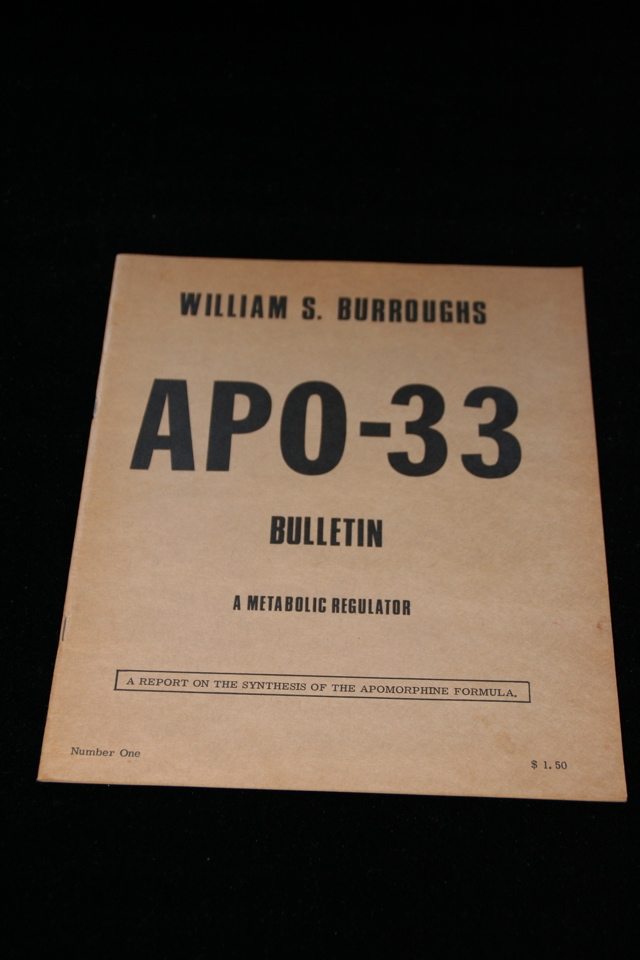 WILLIAM S. BURROUGHS
APO-33
BULLETIN
A METABOLIC REGULATOR
A REPORT ON THE SYNTHESIS OF THE APOMORPHINE FORMULA.
Number One
$ 1.50